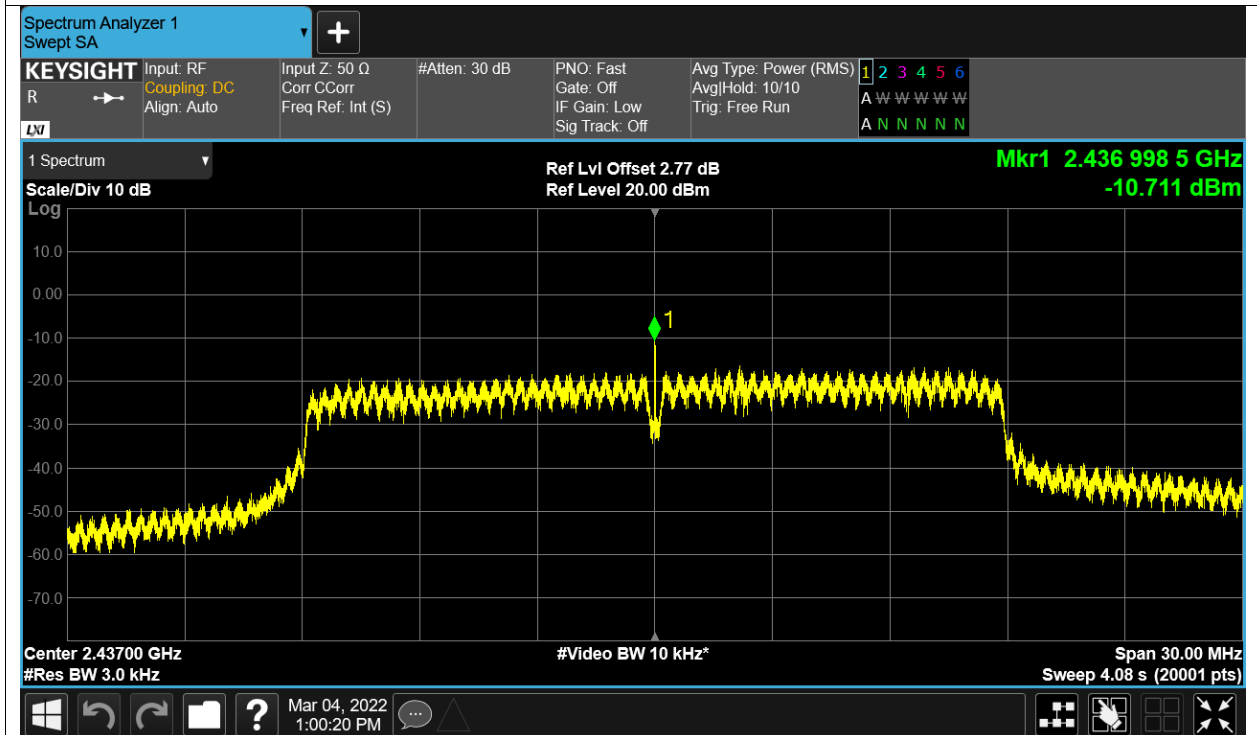 Spectrum Analyzer 1
Swept SA
+
KEYSIGHT
R
LXI
Input: RF
Coupling: DC
Align: Auto
Input Z: 50 Ω
Corr CCorr
Freq Ref: Int (S)
#Atten: 30 dB
PNO: Fast
Gate: Off
IF Gain: Low
Sig Track: Off
Avg Type: Power (RMS)
Avg|Hold: 10/10
Trig: Free Run
1 2 3 4 5 6
A W W W W W
A N N N N N
1 Spectrum
Scale/Div 10 dB
Log
Ref Lvl Offset 2.77 dB
Ref Level 20.00 dBm
Mkr1 2.436 998 5 GHz
-10.711 dBm
10.0
0.00
-10.0
-20.0
-30.0
-40.0
-50.0
-60.0
-70.0
1
Center 2.43700 GHz
#Res BW 3.0 kHz
#Video BW 10 kHz*
Span 30.00 MHz
Sweep 4.08 s (20001 pts)
?
Mar 04, 2022
1:00:20 PM